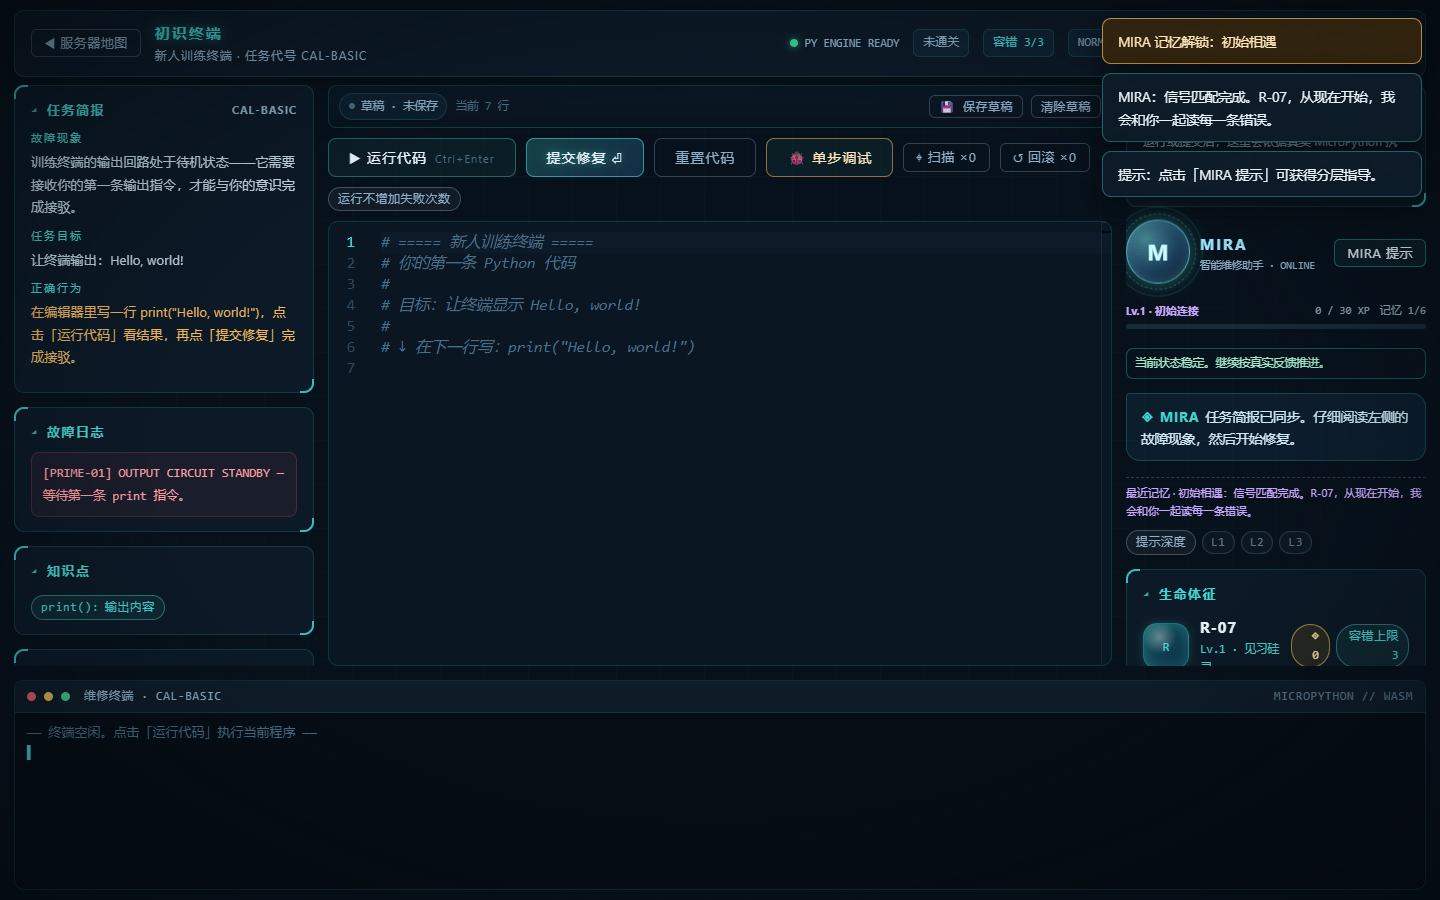 ◀ 服务器地图
初识终端
新人训练终端 · 任务代号 CAL-BASIC
PY ENGINE READY
未通关
容错 3/3
MIRA 记忆解锁：初始相遇
MIRA：信号匹配完成。R-07，从现在开始，我
会和你一起读每一条错误。
提示：点击「MIRA 提示」可获得分层指导。
任务简报
CAL-BASIC
故障现象
训练终端的输出回路处于待机状态——它需要
接收你的第一条输出指令，才能与你的意识完
成接驳。
任务目标
让终端输出：Hello, world!
正确行为
在编辑器里写一行 print("Hello, world!")，点
击「运行代码」看结果，再点「提交修复」完
成接驳。
故障日志
[PRIME-01] OUTPUT CIRCUIT STANDBY —
等待第一条 print 指令。
知识点
print()：输出内容
草稿 · 未保存
当前 7 行
💾 保存草稿
清除草稿
▶ 运行代码 Ctrl+Enter
提交修复 ⏎
重置代码
🐞 单步调试
⌖ 扫描 ×0
↺ 回滚 ×0
运行不增加失败次数
1 # ===== 新人训练终端 =====
2 # 你的第一条 Python 代码
3 #
4 # 目标：让终端显示 Hello, world!
5 #
6 # ↓ 在下一行写：print("Hello, world!")
7
M
MIRA
智能维修助手 · ONLINE
MIRA 提示
Lv.1 · 初始连接
0 / 30 XP 记忆 1/6
当前状态稳定。继续按真实反馈推进。
◈ MIRA 任务简报已同步。仔细阅读左侧的
故障现象，然后开始修复。
最近记忆 · 初始相遇：信号匹配完成。R-07，从现在开始，我
会和你一起读每一条错误。
提示深度
L1
L2
L3
生命体征
R
R-07
Lv.1 · 见习硅
◈
0
容错上限
3
维修终端 · CAL-BASIC
MICROPYTHON // WASM
—— 终端空闲。点击「运行代码」执行当前程序 ——